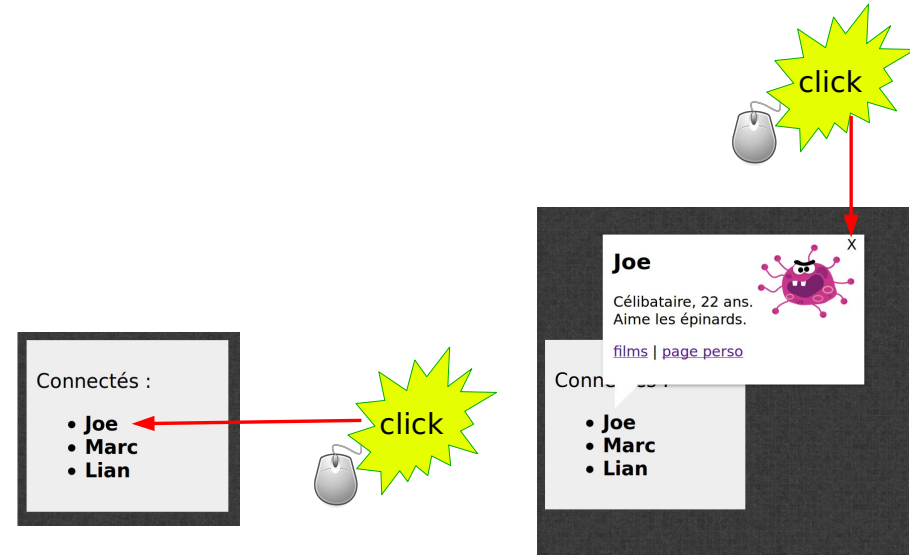 click
X
Joe
Célibataire, 22 ans.
Aime les épinards.
films | page perso
Connectés :
Joe
Marc
Lian
click
Joe
Marc
Lian